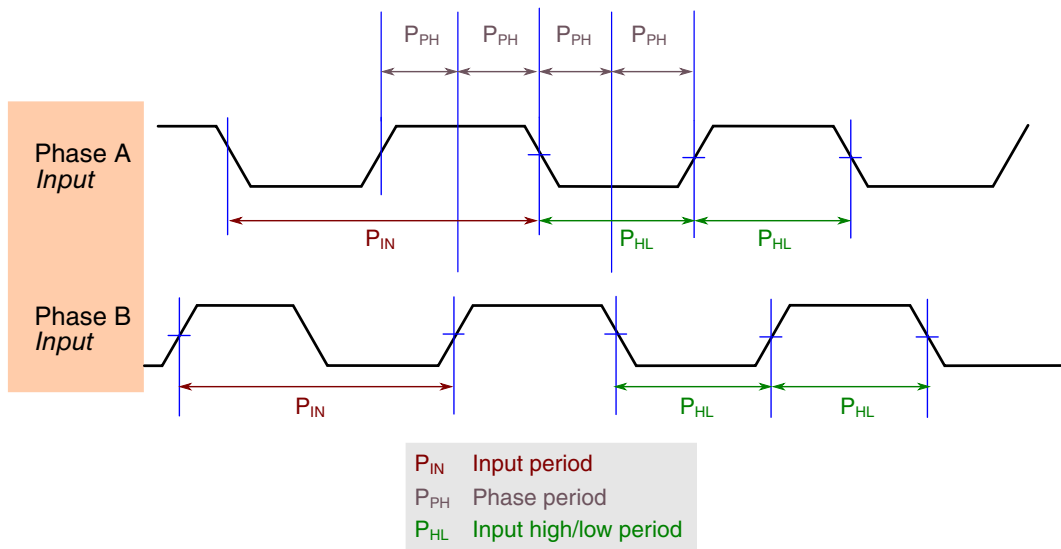 P_PH P_PH P_PH P_PH
Phase A
Input
P_IN P_HL P_HL
Phase B
Input
P_IN P_HL P_HL
P_IN Input period
P_PH Phase period
P_HL Input high/low period